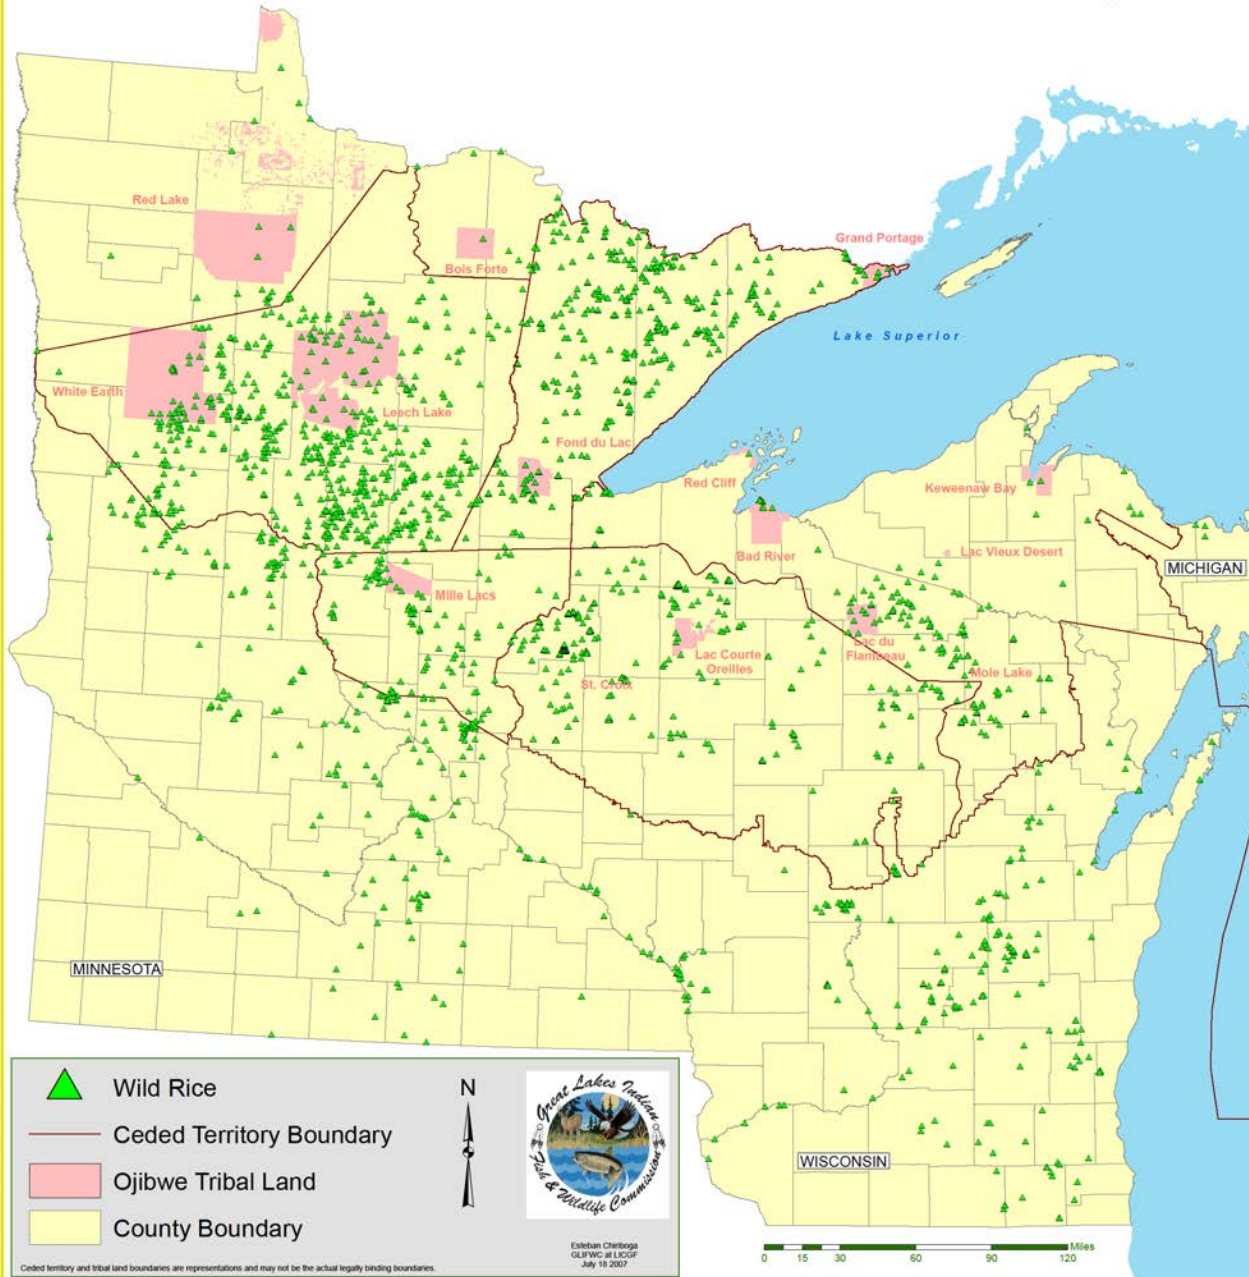 Red Lake
Grand Portage
Bois Forte
Lake Superior
White Earth
Leech Lake
Fond du Lac
Red Cliff
Keweenaw Bay
Bad River
Lac Vieux Desert
MICHIGAN
Mille Lacs
Lac du
Flambeau
Lac Courte
Oreilles
Mole Lake
St. Croix
MINNESOTA
WISCONSIN
Wild Rice
Ceded Territory Boundary
Ojibwe Tribal Land
County Boundary
N
Great Lakes Indian
Fish & Wildlife Commission
Esteban Chiriboga
GLIFWC at LICGF
July 18 2007
Ceded territory and tribal land boundaries are representations and may not be the actual legally binding boundaries.
Miles
0 15 30 60 90 120